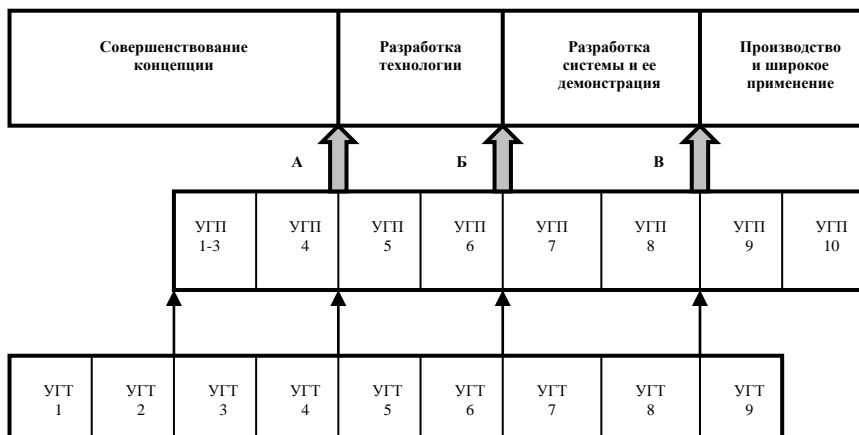 Совершенствование
концепции
Разработка
технологии
Разработка
системы и ее
демонстрация
Производство
и широкое
применение
А
Б
В
УГП
1-3
УГП
4
УГП
5
УГП
6
УГП
7
УГП
8
УГП
9
УГП
10
УГТ
1
УГТ
2
УГТ
3
УГТ
4
УГТ
5
УГТ
6
УГТ
7
УГТ
8
УГТ
9